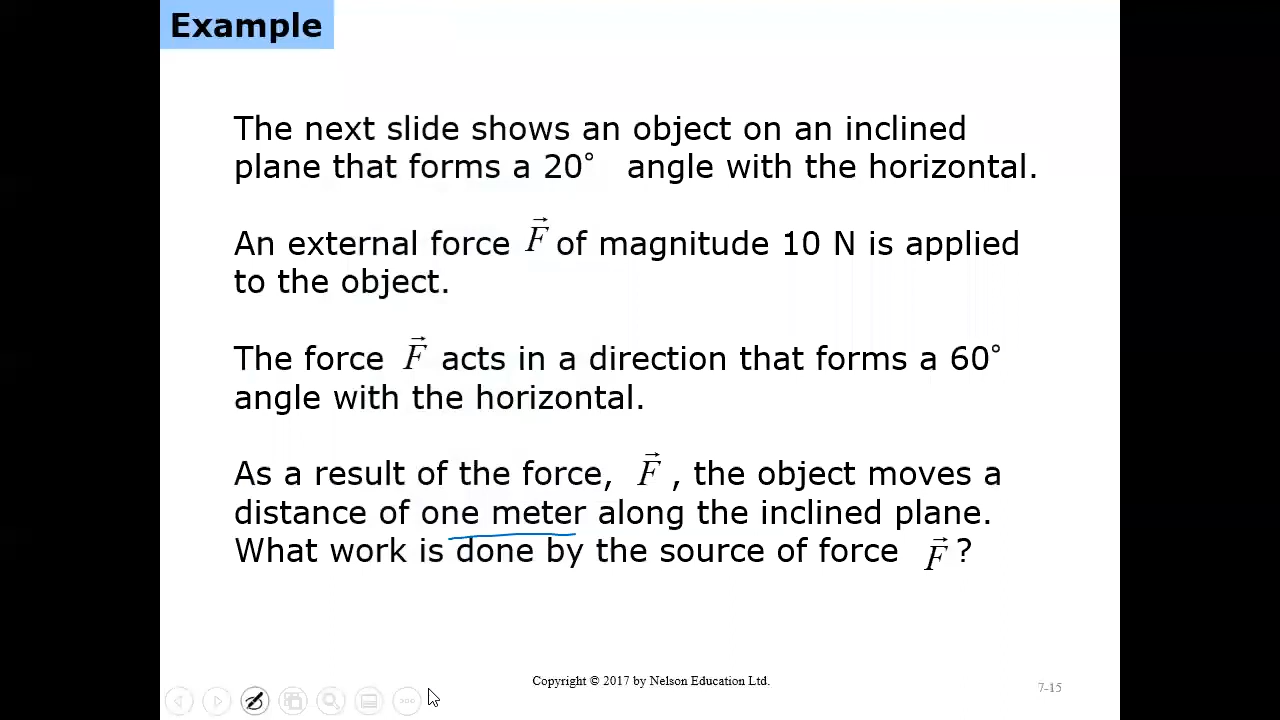 Example
The next slide shows an object on an inclined
plane that forms a 20° angle with the horizontal.
An external force F⃗ of magnitude 10 N is applied
to the object.
The force F⃗ acts in a direction that forms a 60°
angle with the horizontal.
As a result of the force, F⃗ , the object moves a
distance of one meter along the inclined plane.
What work is done by the source of force F⃗ ?
Copyright © 2017 by Nelson Education Ltd.
7-15